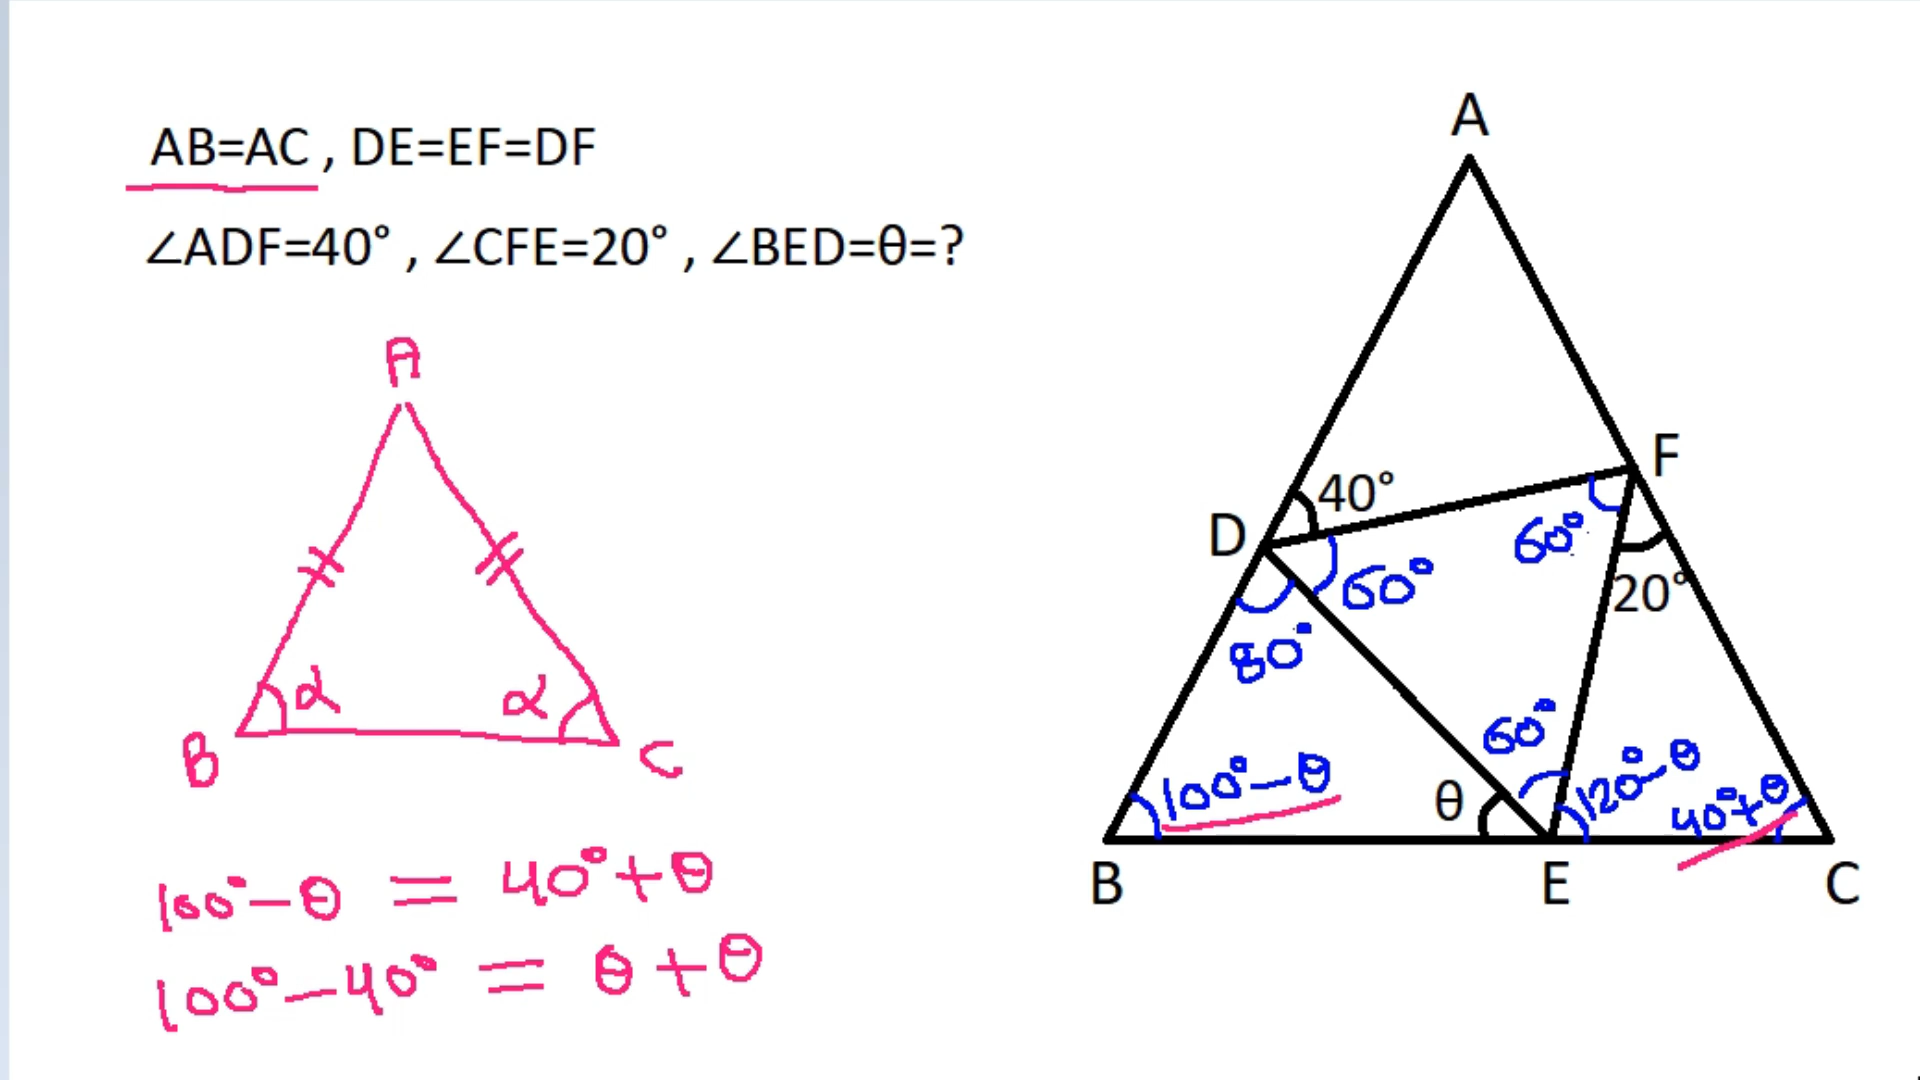 AB=AC , DE=EF=DF
∠ADF=40° , ∠CFE=20° , ∠BED=θ=?
A
α α
B C
100°-θ = 40°+θ
100°-40° = θ+θ
A
F
40°
D
60°
60°
20°
80°
60°
100°-θ
θ
120°-θ
40°+θ
B E C